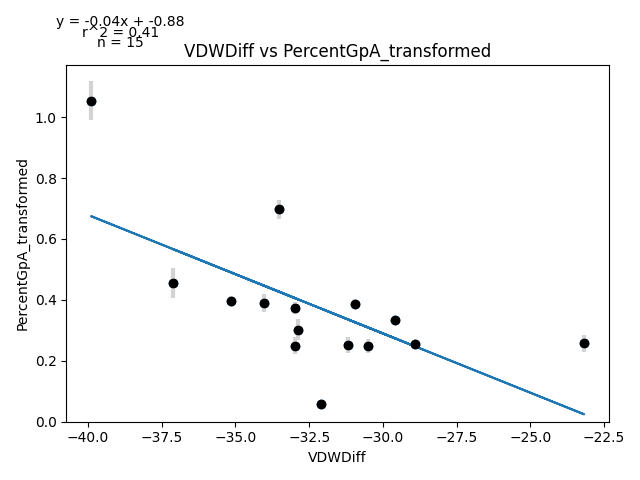 y = -0.04x + -0.88
r^2 = 0.41
n = 15
VDWDiff vs PercentGpA_transformed
PercentGpA_transformed
1.0
0.8
0.6
0.4
0.2
0.0
−40.0 −37.5 −35.0 −32.5 −30.0 −27.5 −25.0 −22.5
VDWDiff